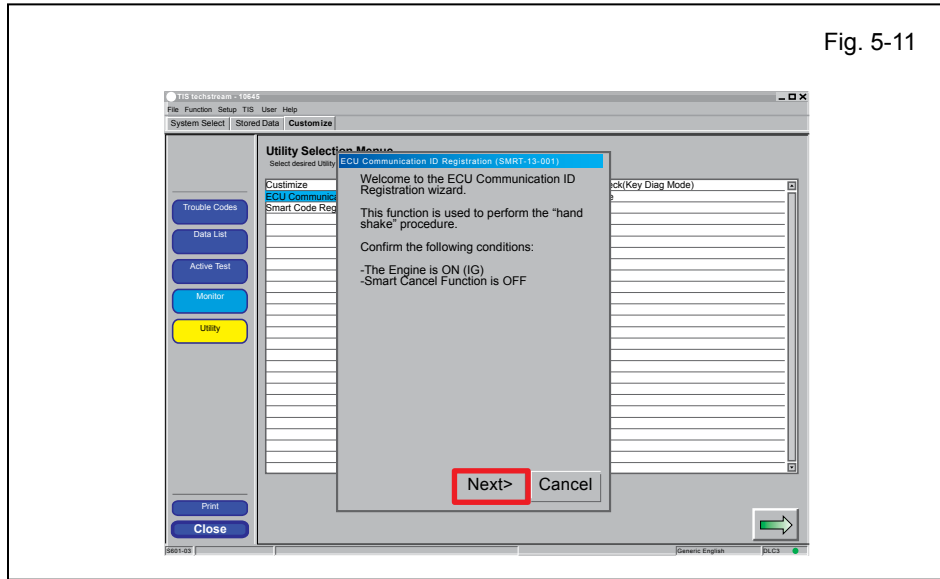 Fig. 5-11
TIS techstream - 10645
File Function Setup TIS User Help
System Select Stored Data Customize
Utility Selection Menus
Select desired Utility
ECU Communication ID Registration (SMRT-13-001)
Welcome to the ECU Communication ID
Registration wizard.
This function is used to perform the “hand
shake” procedure.
Confirm the following conditions:
-The Engine is ON (IG)
-Smart Cancel Function is OFF
Next> Cancel
Custimize
ECU Communica
Smart Code Reg
eck(Key Diag Mode)
Trouble Codes
Data List
Active Test
Monitor
Utility
Print
Close
S601-03
Generic English
DLC3